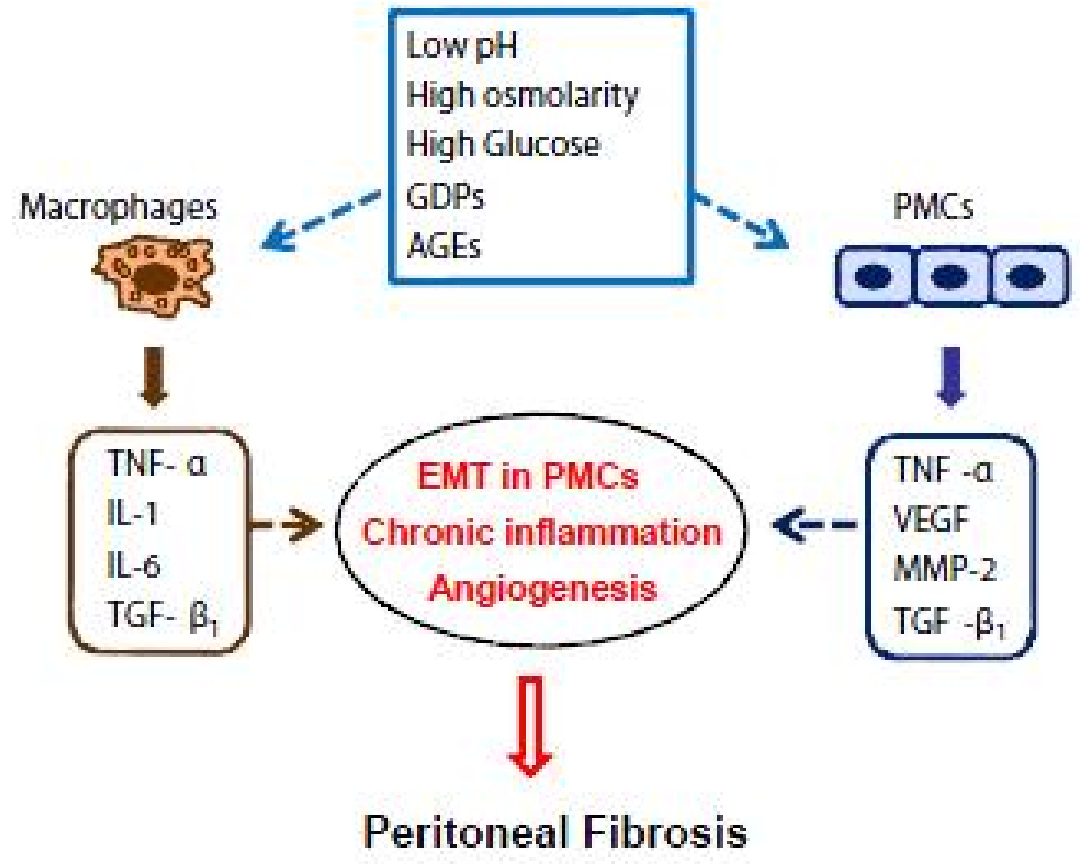 Low pH
High osmolarity
High Glucose
GDPs
AGEs
Macrophages
PMCs
TNF- α
IL-1
IL-6
TGF- β₁
EMT in PMCs
Chronic inflammation
Angiogenesis
TNF -α
VEGF
MMP-2
TGF -β₁
Peritoneal Fibrosis